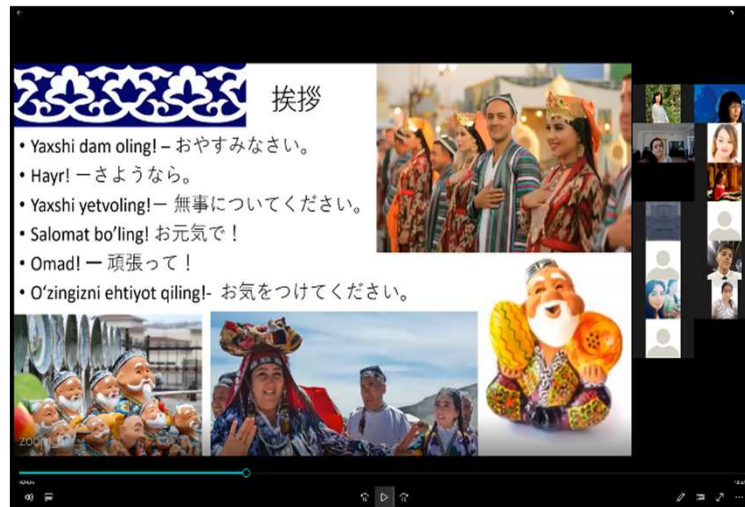 挨拶
• Yaxshi dam oling! – おやすみなさい。
• Hayr! ーさようなら。
• Yaxshi yetvoling!ー 無事についてください。
• Salomat bo’ling! お元気で！
• Omad! ー 頑張って！
• O‘zingizni ehtiyot qiling!- お気をつけてください。
zoom